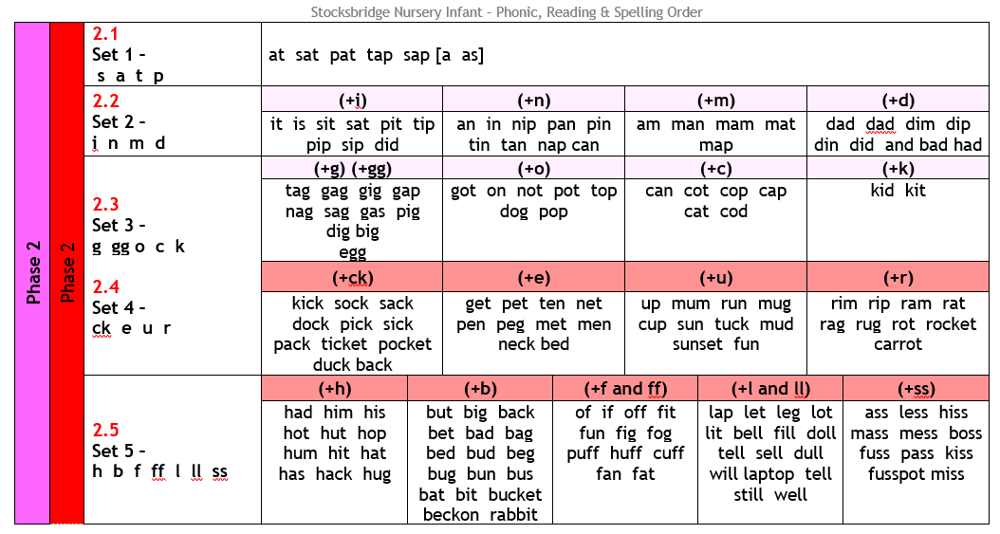 Stocksbridge Nursery Infant – Phonic, Reading & Spelling Order
Phase 2
Phase 2
2.1
Set 1 –
s a t p
at sat pat tap sap [a as]
2.2
Set 2 –
i n m d
(+i)
it is sit sat pit tip
pip sip did
(+n)
an in nip pan pin
tin tan nap can
(+m)
am man mam mat
map
(+d)
dad dad dim dip
din did and bad had
2.3
Set 3 –
g gg o c k
(+g) (+gg)
tag gag gig gap
nag sag gas pig
dig big
egg
(+o)
got on not pot top
dog pop
(+c)
can cot cop cap
cat cod
(+k)
kid kit
2.4
Set 4 –
ck e u r
(+ck)
kick sock sack
dock pick sick
pack ticket pocket
duck back
(+e)
get pet ten net
pen peg met men
neck bed
(+u)
up mum run mug
cup sun tuck mud
sunset fun
(+r)
rim rip ram rat
rag rug rot rocket
carrot
2.5
Set 5 –
h b f ff l ll ss
(+h)
had him his
hot hut hop
hum hit hat
has hack hug
(+b)
but big back
bet bad bag
bed bud beg
bug bun bus
bat bit bucket
beckon rabbit
(+f and ff)
of if off fit
fun fig fog
puff huff cuff
fan fat
(+l and ll)
lap let leg lot
lit bell fill doll
tell sell dull
will laptop tell
still well
(+ss)
ass less hiss
mass mess boss
fuss pass kiss
fusspot miss